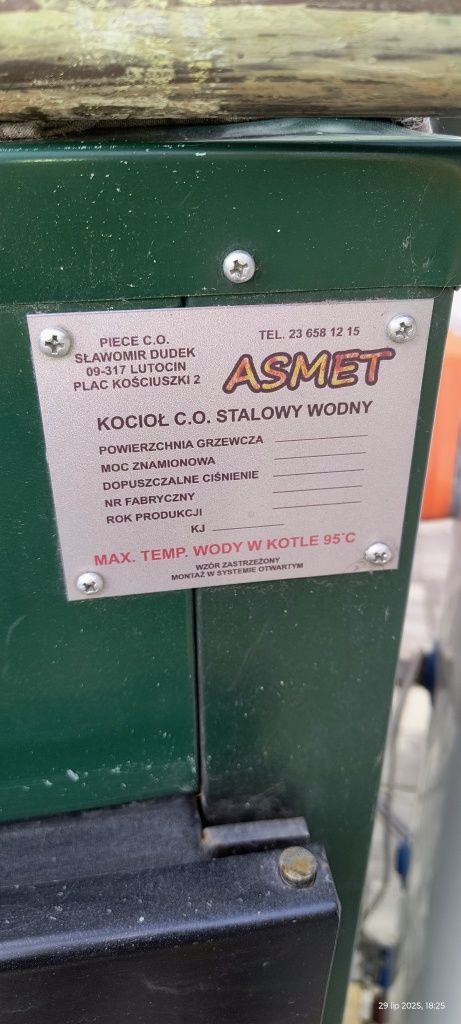 PIECE C.O.
SŁAWOMIR DUDEK
09-317 LUTOCIN
PLAC KOŚCIUSZKI 2
TEL. 23 658 12 15
ASMET
KOCIOŁ C.O. STALOWY WODNY
POWIERZCHNIA GRZEWCZA
MOC ZNAMIONOWA
DOPUSZCZALNE CIŚNIENIE
NR FABRYCZNY
ROK PRODUKCJI
KJ
MAX. TEMP. WODY W KOTLE 95°C
WZÓR ZASTRZEŻONY
MONTAŻ W SYSTEMIE OTWARTYM
29 lip 2025, 18:25